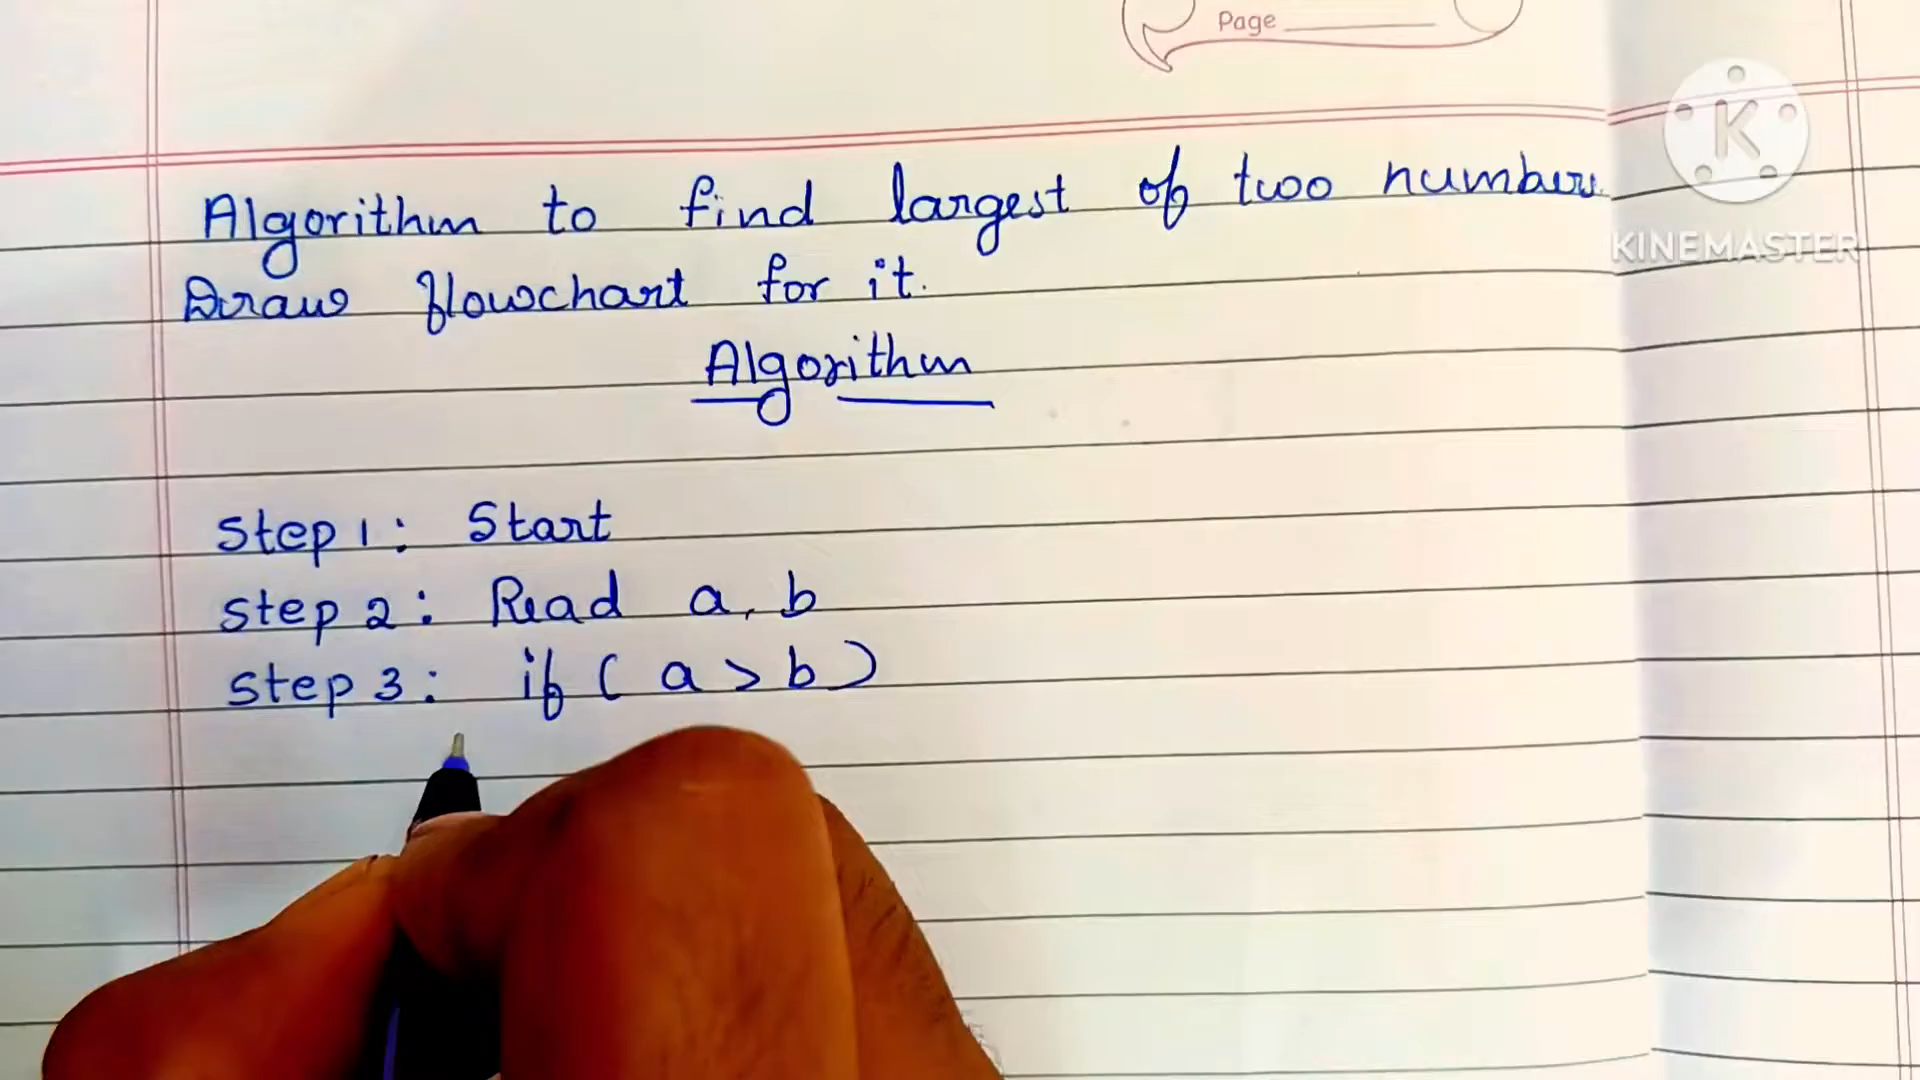 Page
K
KINEMASTER
Algorithm to find largest of two numbers.
Draw flowchart for it.
Algorithm
Step 1: Start
Step 2: Read a, b
Step 3: if ( a > b )